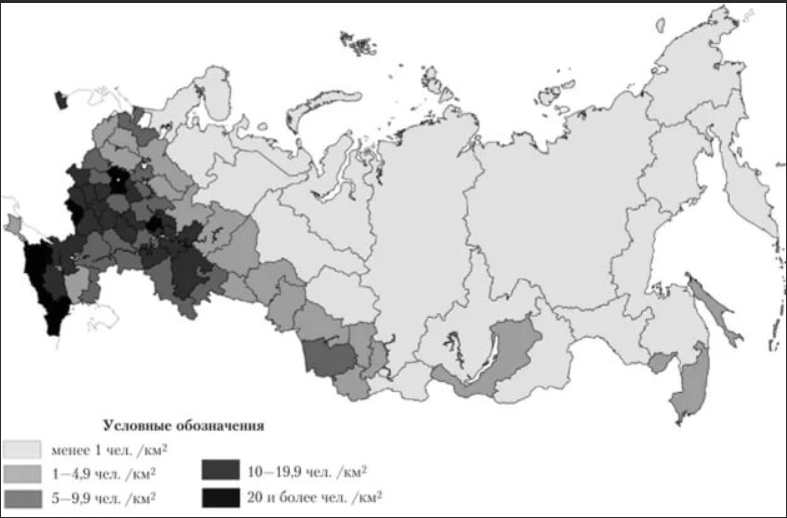 Условные обозначения
менее 1 чел. /км²
1—4,9 чел. /км²
5—9,9 чел. /км²
10—19,9 чел. /км²
20 и более чел. /км²